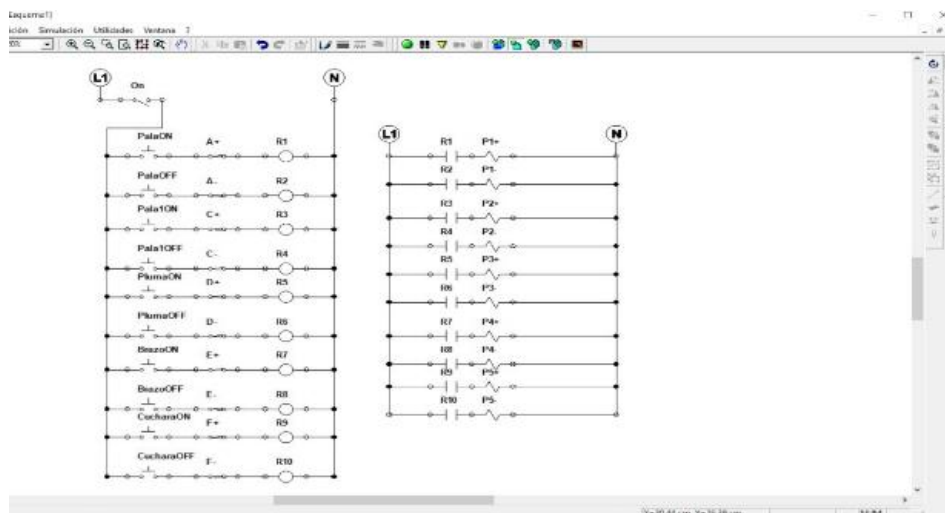 Esquema1]
Simulación Utilidades Ventana ?
L1
N
On
PalaON A+ R1
PalaOFF A- R2
Pala1ON C+ R3
Pala1OFF C- R4
PlumaON D+ R5
PlumaOFF D- R6
BrazoON E+ R7
BrazoOFF E- R8
CucharaON F+ R9
CucharaOFF F- R10
L1
N
R1 P1+
R2 P1-
R3 P2+
R4 P2-
R5 P3+
R6 P3-
R7 P4+
R8 P4-
R9 P5+
R10 P5-